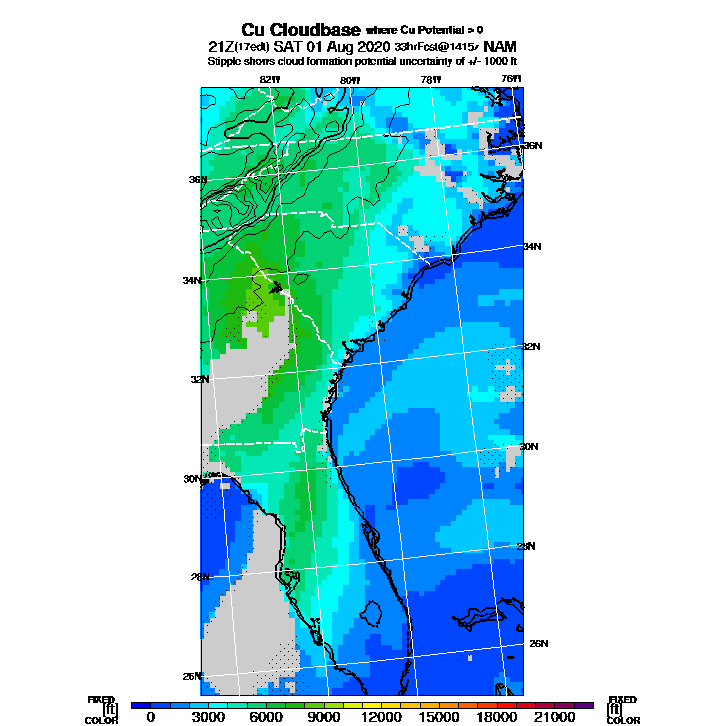 Cu Cloudbase where Cu Potential > 0
21Z(17edt) SAT 01 Aug 2020 33hrFcst@1415z NAM
Stipple shows cloud formation potential uncertainty of +/- 1000 ft
82W 80W 78W 76W
36N
36N
34N
34N
32N
32N
30N
30N
28N
28N
26N
26N
FIXED FIXED
[ft] [ft]
COLOR COLOR
0 3000 6000 9000 12000 15000 18000 21000